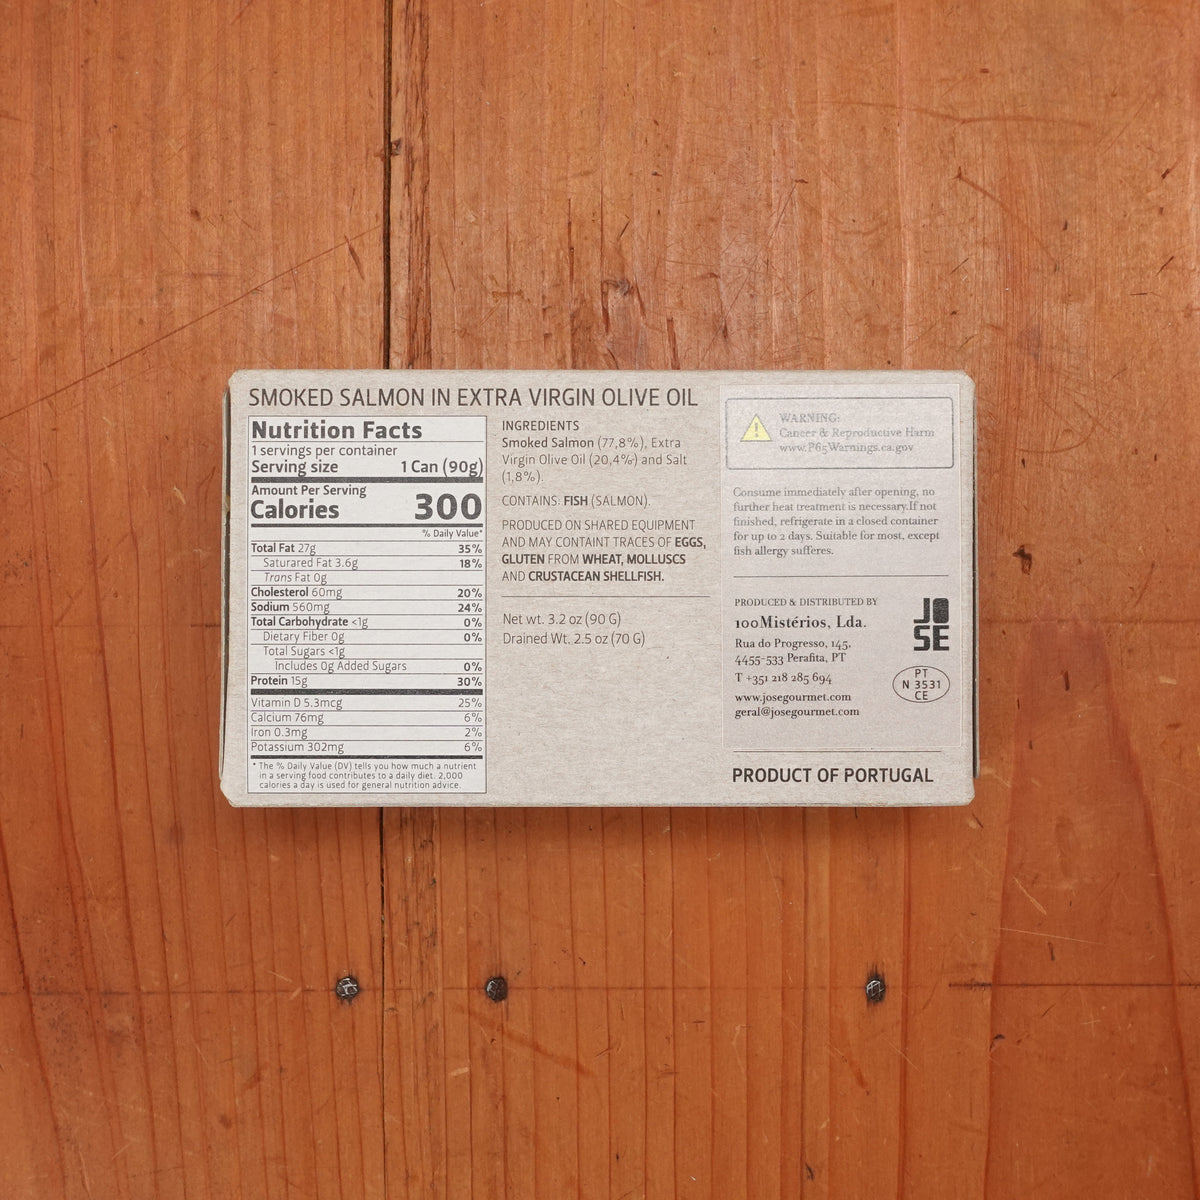 SMOKED SALMON IN EXTRA VIRGIN OLIVE OIL
Nutrition Facts
1 servings per container
Serving size 1 Can (90g)
Amount Per Serving
Calories 300
% Daily Value*
Total Fat 27g 35%
Satured Fat 3.6g 18%
Trans Fat 0g
Cholesterol 60mg 20%
Sodium 560mg 24%
Total Carbohydrate <1g 0%
Dietary Fiber 0g 0%
Total Sugars <1g
Includes 0g Added Sugars 0%
Protein 15g 30%
Vitamin D 5.3mcg 25%
Calcium 76mg 6%
Iron 0.3mg 2%
Potassium 302mg 6%
* The % Daily Value (DV) tells you how much a nutrient
in a serving food contributes to a daily diet. 2,000
calories a day is used for general nutrition advice.
INGREDIENTS
Smoked Salmon (77,8%), Extra
Virgin Olive Oil (20,4%) and Salt
(1,8%).
CONTAINS: FISH (SALMON).
PRODUCED ON SHARED EQUIPMENT
AND MAY CONTAINT TRACES OF EGGS,
GLUTEN FROM WHEAT, MOLLUSCS
AND CRUSTACEAN SHELLFISH.
Net wt. 3.2 oz (90 G)
Drained Wt. 2.5 oz (70 G)
WARNING:
Cancer & Reproductive Harm
www.P65Warnings.ca.gov
Consume immediately after opening, no
further heat treatment is necessary.If not
finished, refrigerate in a closed container
for up to 2 days. Suitable for most, except
fish allergy sufferes.
PRODUCED & DISTRIBUTED BY
100Mistérios, Lda.
Rua do Progresso, 145,
4455-533 Perafita, PT
T +351 218 285 694
www.josegourmet.com
geral@josegourmet.com
JO
SE
PT
N 3531
CE
PRODUCT OF PORTUGAL